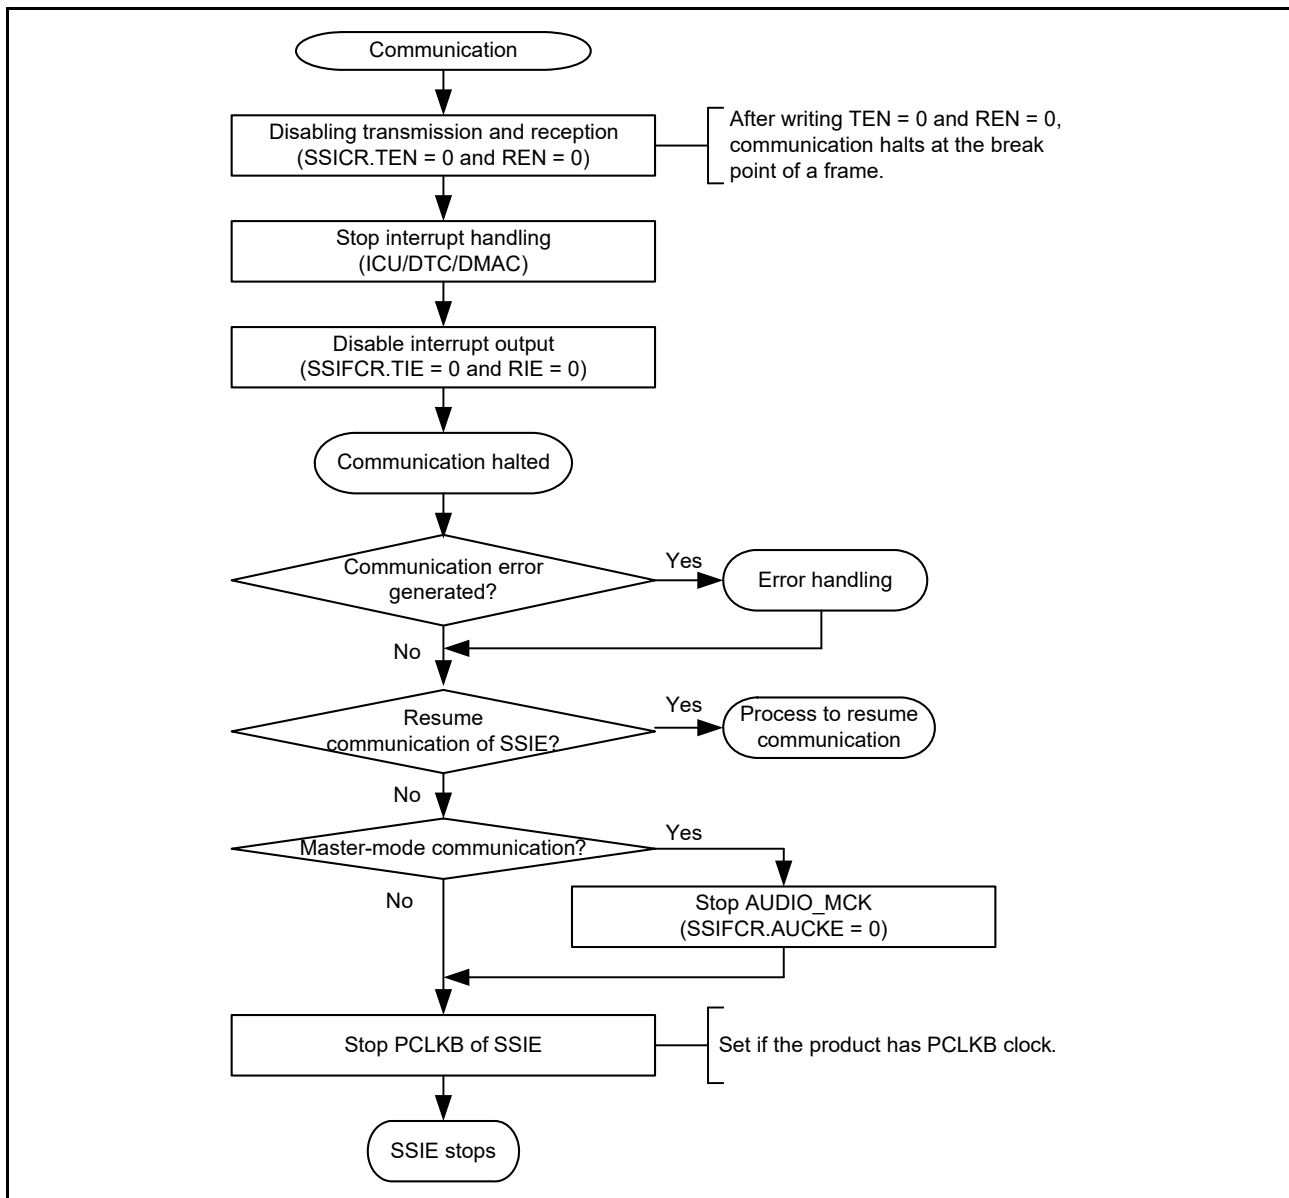 Communication
Disabling transmission and reception
(SSICR.TEN = 0 and REN = 0)
After writing TEN = 0 and REN = 0,
communication halts at the break
point of a frame.
Stop interrupt handling
(ICU/DTC/DMAC)
Disable interrupt output
(SSIFCR.TIE = 0 and RIE = 0)
Communication halted
Communication error
generated?
Yes
Error handling
No
Resume
communication of SSIE?
Yes
Process to resume
communication
No
Master-mode communication?
Yes
No
Stop AUDIO_MCK
(SSIFCR.AUCKE = 0)
Stop PCLKB of SSIE
Set if the product has PCLKB clock.
SSIE stops